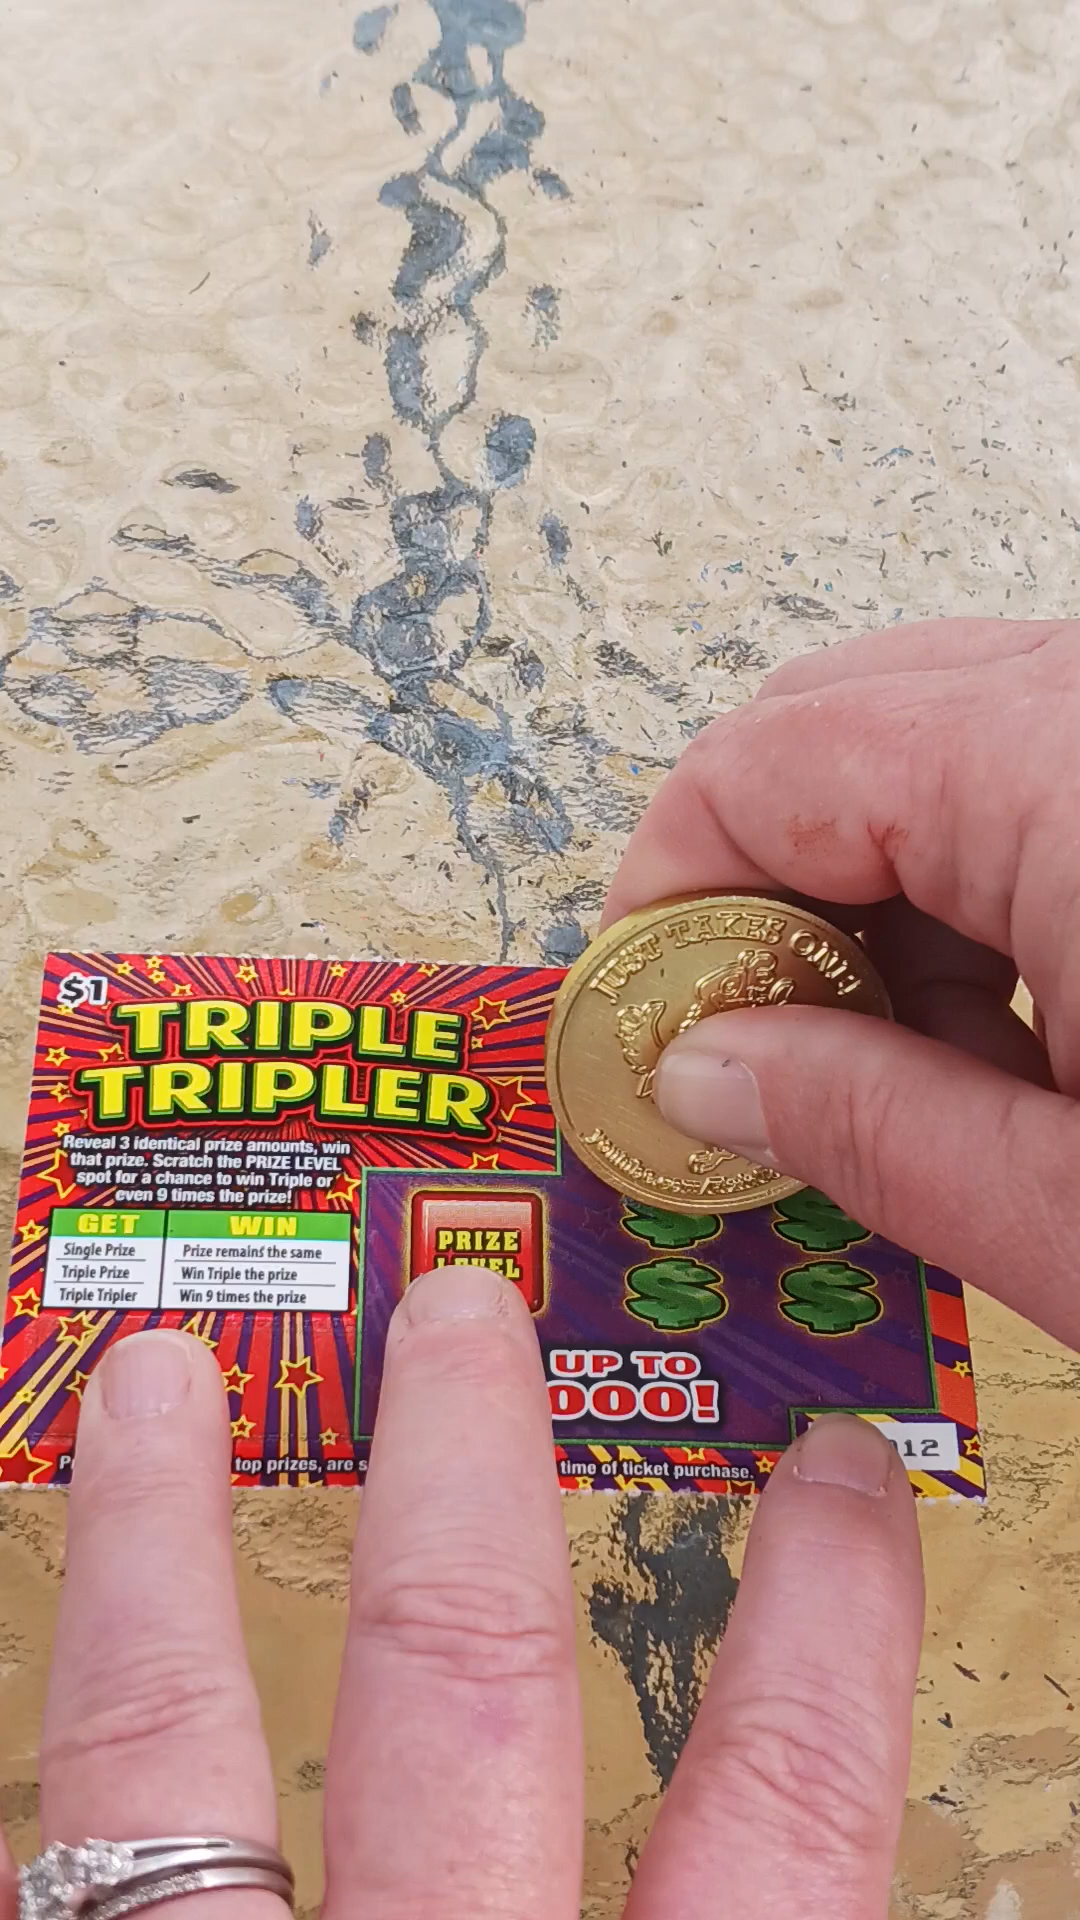 JUST TAKES ONE!
$1
TRIPLE
TRIPLER
Reveal 3 identical prize amounts, win
that prize. Scratch the PRIZE LEVEL
spot for a chance to win Triple or
even 9 times the prize!
GET WIN
Single Prize Prize remains the same
Triple Prize Win Triple the prize
Triple Tripler Win 9 times the prize
PRIZE
LEVEL
$ $
$ $
UP TO
000!
top prizes, are
time of ticket purchase.
12